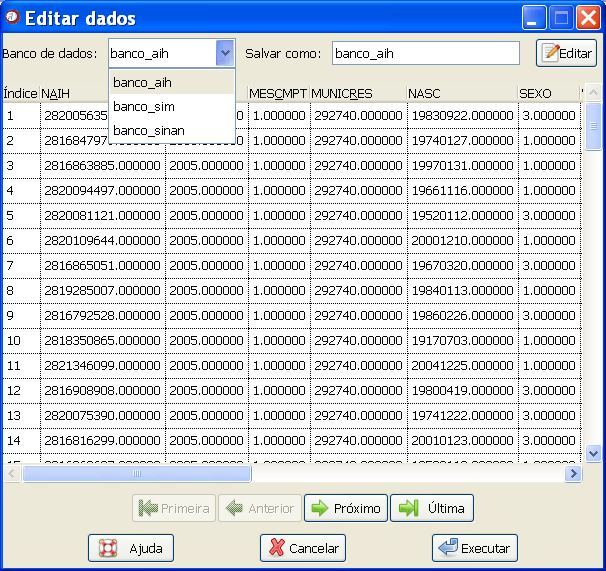 Editar dados
Banco de dados: banco_aih Salvar como: banco_aih Editar
banco_aih
banco_sim
banco_sinan
Índice NAIH MESCMPT MUNICRES NASC SEXO
1 282005635 1.000000 292740.000000 19830922.000000 3.000000
2 281684797 1.000000 292740.000000 19740127.000000 1.000000
3 2816863885.000000 2005.000000 1.000000 292740.000000 19970131.000000 1.000000
4 2820094497.000000 2005.000000 1.000000 292740.000000 19661116.000000 1.000000
5 2820081121.000000 2005.000000 1.000000 292740.000000 19520112.000000 3.000000
6 2820109644.000000 2005.000000 1.000000 292740.000000 20001210.000000 1.000000
7 2816865051.000000 2005.000000 1.000000 292740.000000 19670320.000000 3.000000
8 2819285007.000000 2005.000000 1.000000 292740.000000 19840113.000000 1.000000
9 2816792528.000000 2005.000000 1.000000 292740.000000 19860226.000000 3.000000
10 2818350865.000000 2005.000000 1.000000 292740.000000 19170703.000000 1.000000
11 2821346099.000000 2005.000000 1.000000 292740.000000 20041225.000000 1.000000
12 2816908908.000000 2005.000000 1.000000 292740.000000 19800419.000000 3.000000
13 2820075390.000000 2005.000000 1.000000 292740.000000 19741222.000000 3.000000
14 2816816299.000000 2005.000000 1.000000 292740.000000 20010123.000000 3.000000
Primeira Anterior Próximo Última
Ajuda Cancelar Executar